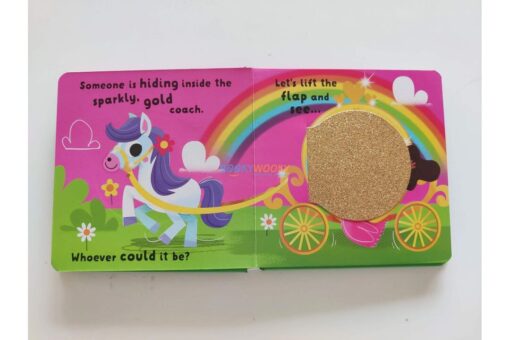 Someone is hiding inside the
sparkly, gold
coach.
Whoever could it be?
Let's lift the
flap and
see...